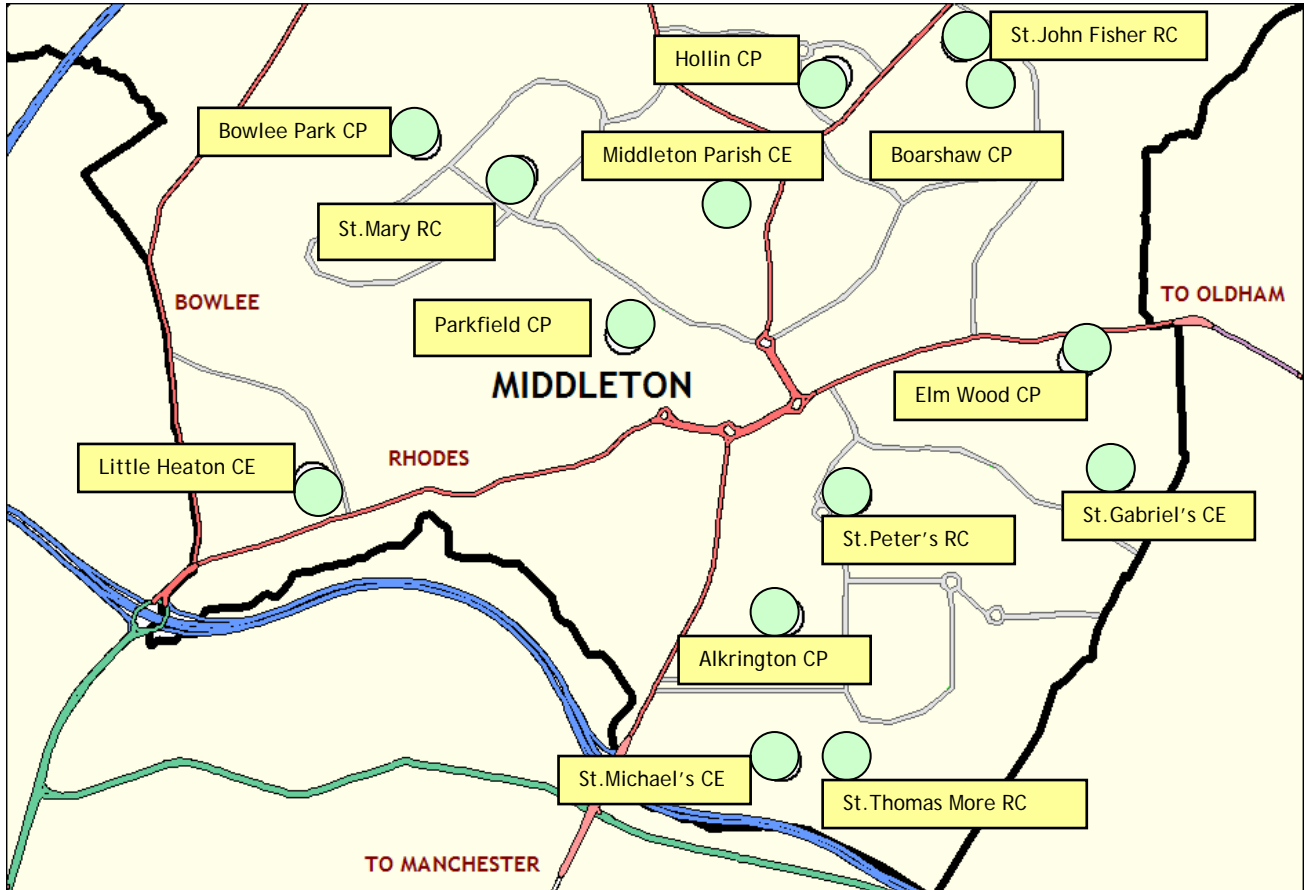 St.John Fisher RC
Hollin CP
Bowlee Park CP
Middleton Parish CE
Boarshaw CP
St.Mary RC
BOWLEE
TO OLDHAM
Parkfield CP
MIDDLETON
Elm Wood CP
RHODES
Little Heaton CE
St.Gabriel's CE
St.Peter's RC
Alkrington CP
St.Michael's CE
St.Thomas More RC
TO MANCHESTER